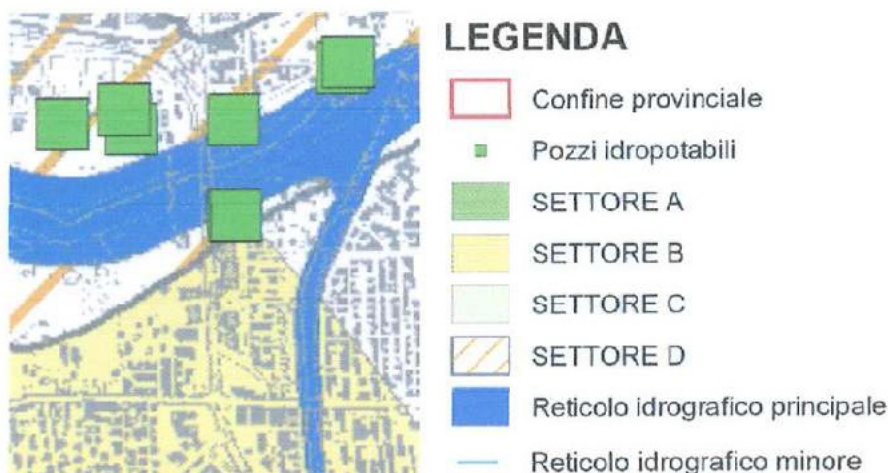 LEGENDA
Confine provinciale
Pozzi idropotabili
SETTORE A
SETTORE B
SETTORE C
SETTORE D
Reticolo idrografico principale
Reticolo idrografico minore